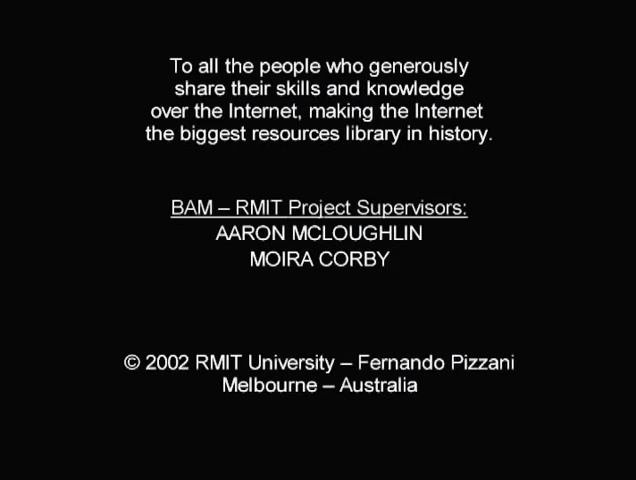 To all the people who generously
share their skills and knowledge
over the Internet, making the Internet
the biggest resources library in history.
BAM – RMIT Project Supervisors:
AARON MCLOUGHLIN
MOIRA CORBY
© 2002 RMIT University – Fernando Pizzani
Melbourne – Australia